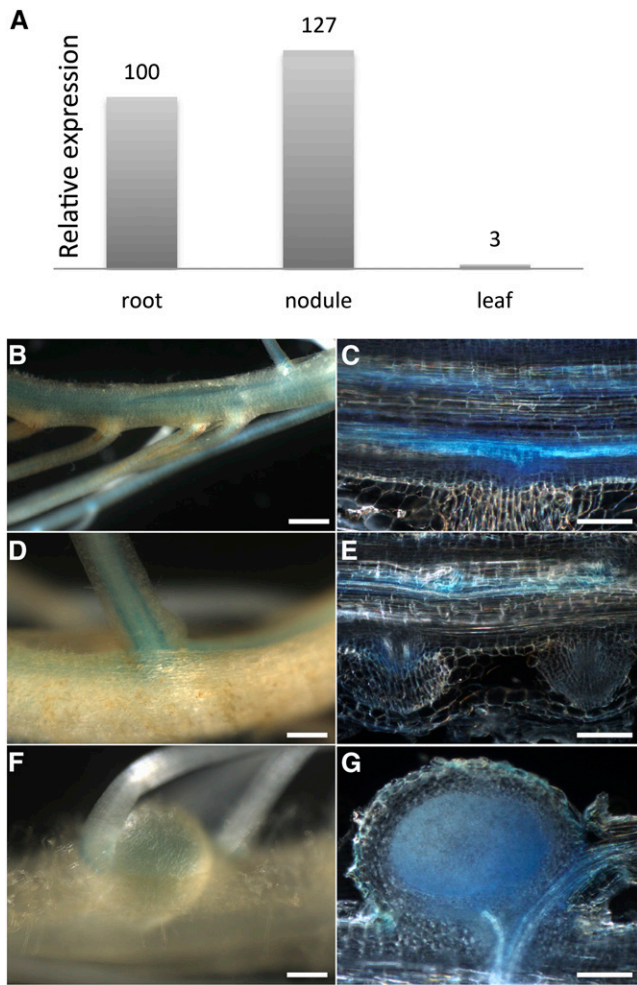 A
Relative expression
100
127
3
root
nodule
leaf
B
C
D
E
F
G